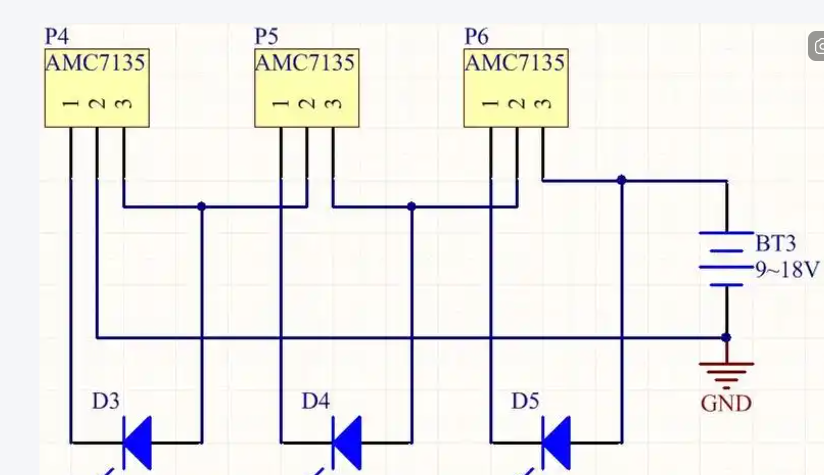 P4
P5
P6
AMC7135
AMC7135
AMC7135
1 2 3
1 2 3
1 2 3
BT3
9~18V
D3
D4
D5
GND